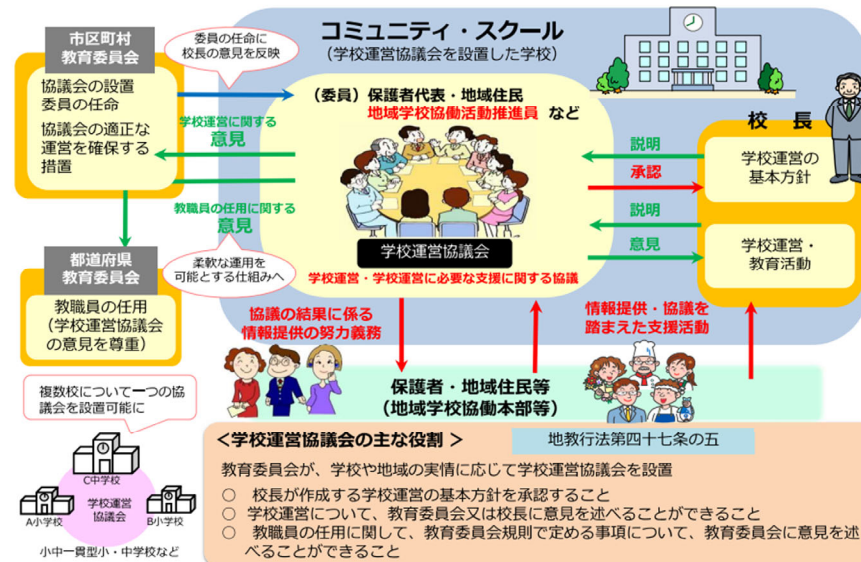 コミュニティ・スクール
(学校運営協議会を設置した学校)
市区町村
教育委員会
協議会の設置
委員の任命
協議会の適正な
運営を確保する
措置
委員の任命に
校長の意見を反映
(委員)保護者代表・地域住民
地域学校協働活動推進員 など
学校運営に関する
意見
教職員の任用に関する
意見
柔軟な運用を
可能とする仕組みへ
学校運営協議会
学校運営・学校運営に必要な支援に関する協議
校 長
説明
承認
学校運営の
基本方針
説明
意見
学校運営・
教育活動
都道府県
教育委員会
教職員の任用
(学校運営協議会
の意見を尊重)
協議の結果に係る
情報提供の努力義務
情報提供・協議を
踏まえた支援活動
保護者・地域住民等
(地域学校協働本部等)
複数校について一つの協
議会を設置可能に
C中学校
学校運営
協議会
A小学校
B小学校
小中一貫型小・中学校など
<学校運営協議会の主な役割 >
地教行法第四十七条の五
教育委員会が、学校や地域の実情に応じて学校運営協議会を設置
○ 校長が作成する学校運営の基本方針を承認すること
○ 学校運営について、教育委員会又は校長に意見を述べることができること
○ 教職員の任用に関して、教育委員会規則で定める事項について、教育委員会に意見を述
べることができること